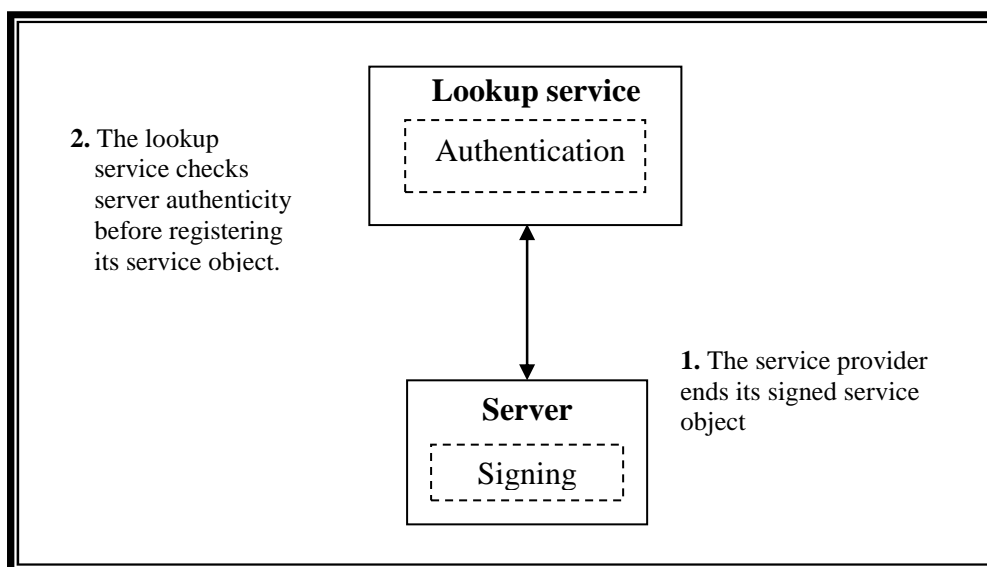 Lookup service
Authentication
2. The lookup
service checks
server authenticity
before registering
its service object.
1. The service provider
ends its signed service
object
Server
Signing